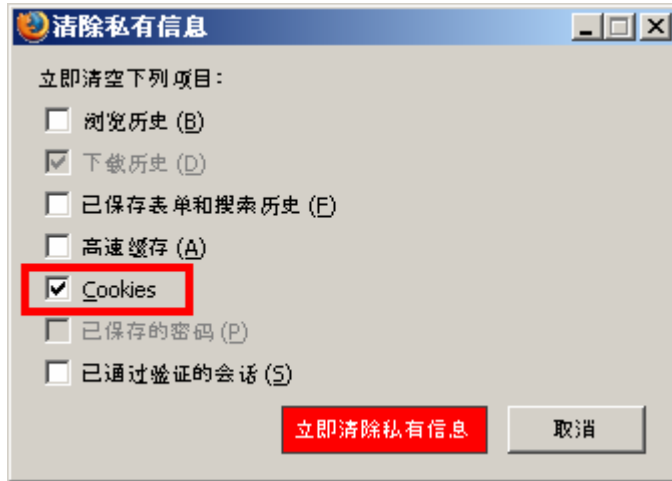 清除私有信息
立即清空下列项目:
浏览历史 (B)
下载历史 (D)
已保存表单和搜索历史 (F)
高速缓存 (A)
Cookies
已保存的密码 (P)
已通过验证的会话 (S)
立即清除私有信息
取消